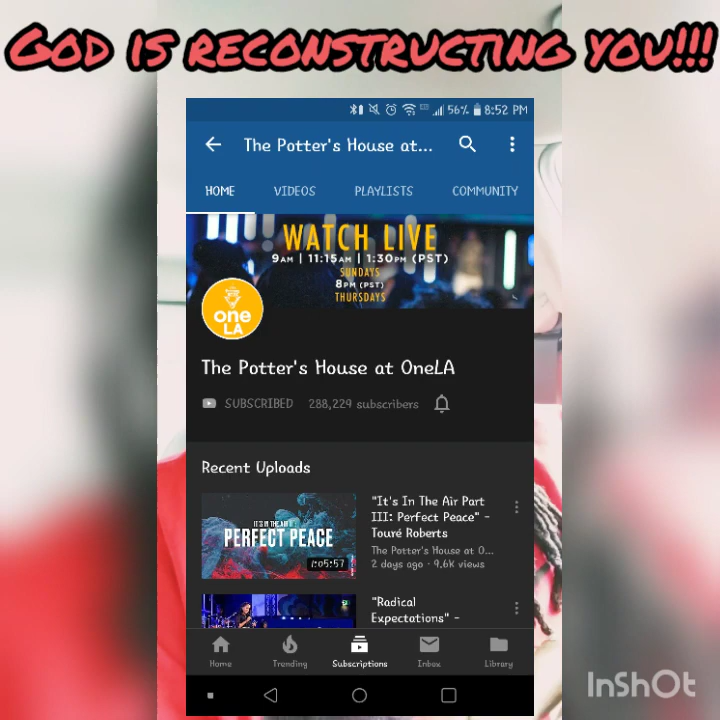 God is reconstructing you!!!
56% 8:52 PM
The Potter's House at...
HOME VIDEOS PLAYLISTS COMMUNITY
WATCH LIVE
9AM | 11:15AM | 1:30PM (PST)
SUNDAYS
8PM (PST)
THURSDAYS
one
LA
The Potter's House at OneLA
SUBSCRIBED 288,229 subscribers
Recent Uploads
IT'S IN THE AIR
PERFECT PEACE
1:05:57
"It's In The Air Part
III: Perfect Peace" -
Touré Roberts
The Potter's House at O...
2 days ago · 9.6K views
"Radical
Expectations" -
Home Trending Subscriptions Inbox Library
InShOt